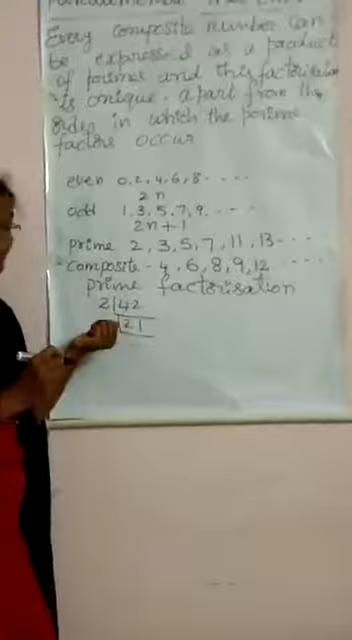 Every composite number can
be expressed as a product
of primes and this factorisation
is unique. apart from the
order in which the prime
factors occur
even 0, 2, 4, 6, 8 ....
2n
odd 1, 3, 5, 7, 9 .....
2n+1
prime 2, 3, 5, 7, 11, 13 ...
composite - 4, 6, 8, 9, 12 ....
prime factorisation
2 | 42
21